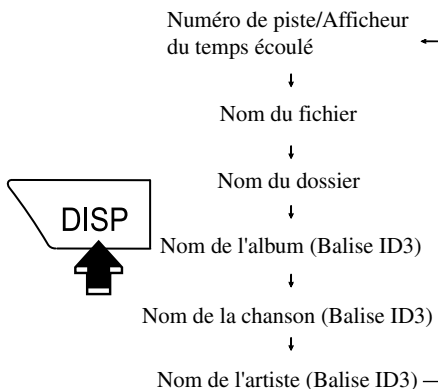 Numéro de piste/Afficheur
du temps écoulé
Nom du fichier
Nom du dossier
DISP
Nom de l'album (Balise ID3)
Nom de la chanson (Balise ID3)
Nom de l'artiste (Balise ID3)